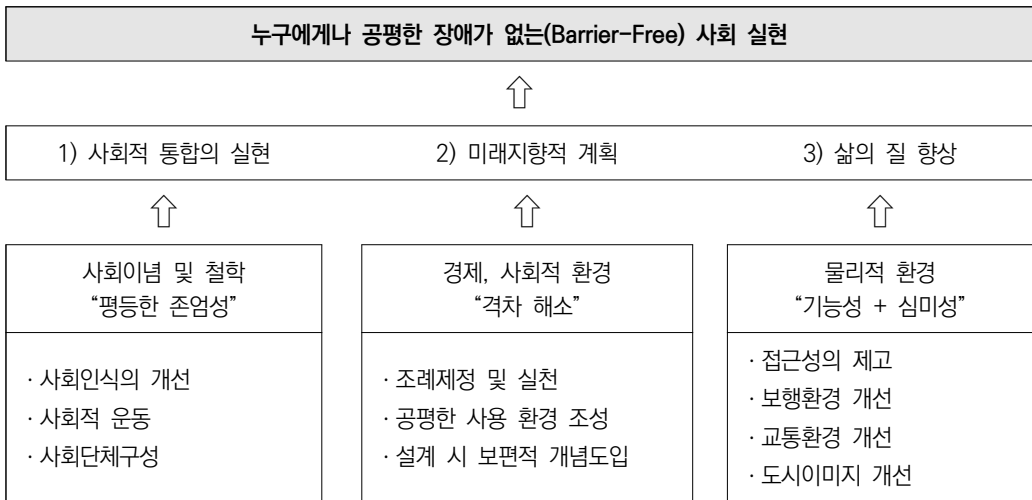 누구에게나 공평한 장애가 없는(Barrier-Free) 사회 실현
1) 사회적 통합의 실현
2) 미래지향적 계획
3) 삶의 질 향상
사회이념 및 철학
“평등한 존엄성”
· 사회인식의 개선
· 사회적 운동
· 사회단체구성
경제, 사회적 환경
“격차 해소”
· 조례제정 및 실천
· 공평한 사용 환경 조성
· 설계 시 보편적 개념도입
물리적 환경
“기능성 + 심미성”
· 접근성의 제고
· 보행환경 개선
· 교통환경 개선
· 도시이미지 개선